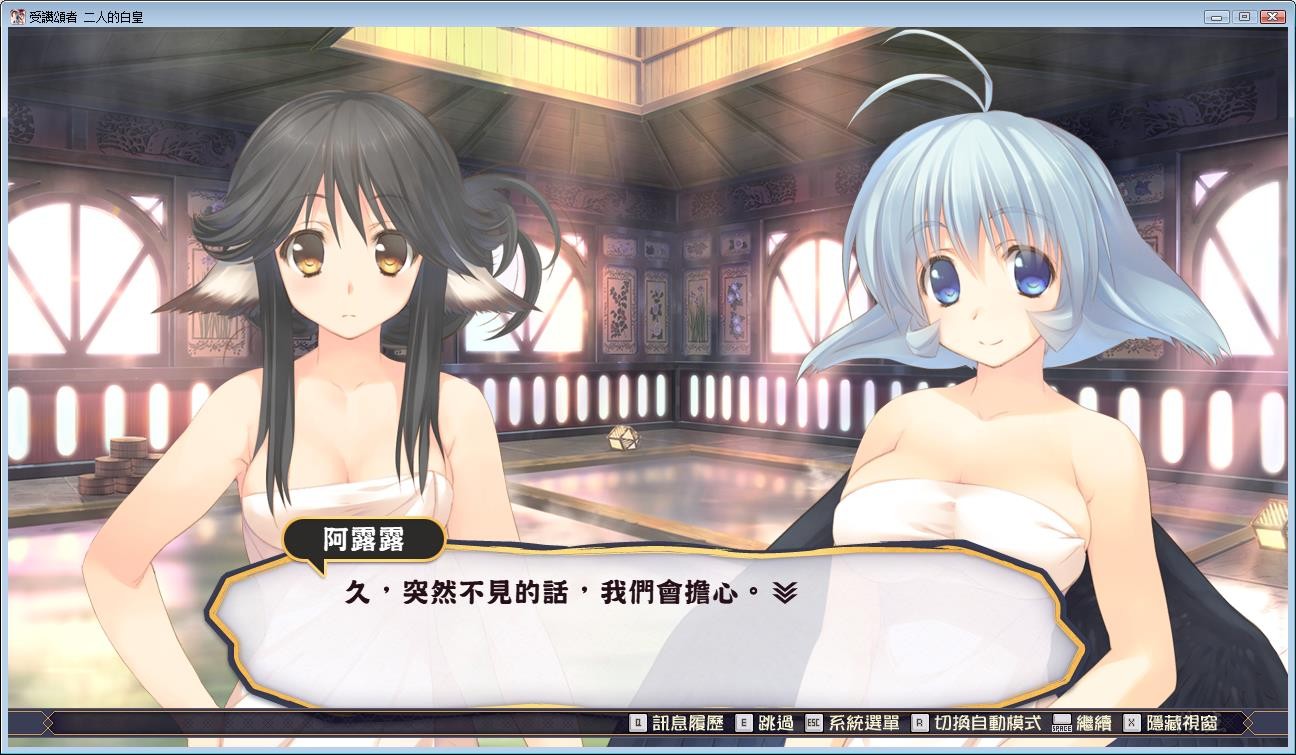 受讚頌者 二人的白皇
阿露露
久，突然不見的話，我們會擔心。
Q 訊息履歷 E 跳過 ESC 系統選單 R 切換自動模式 SPACE 繼續 X 隱藏視窗